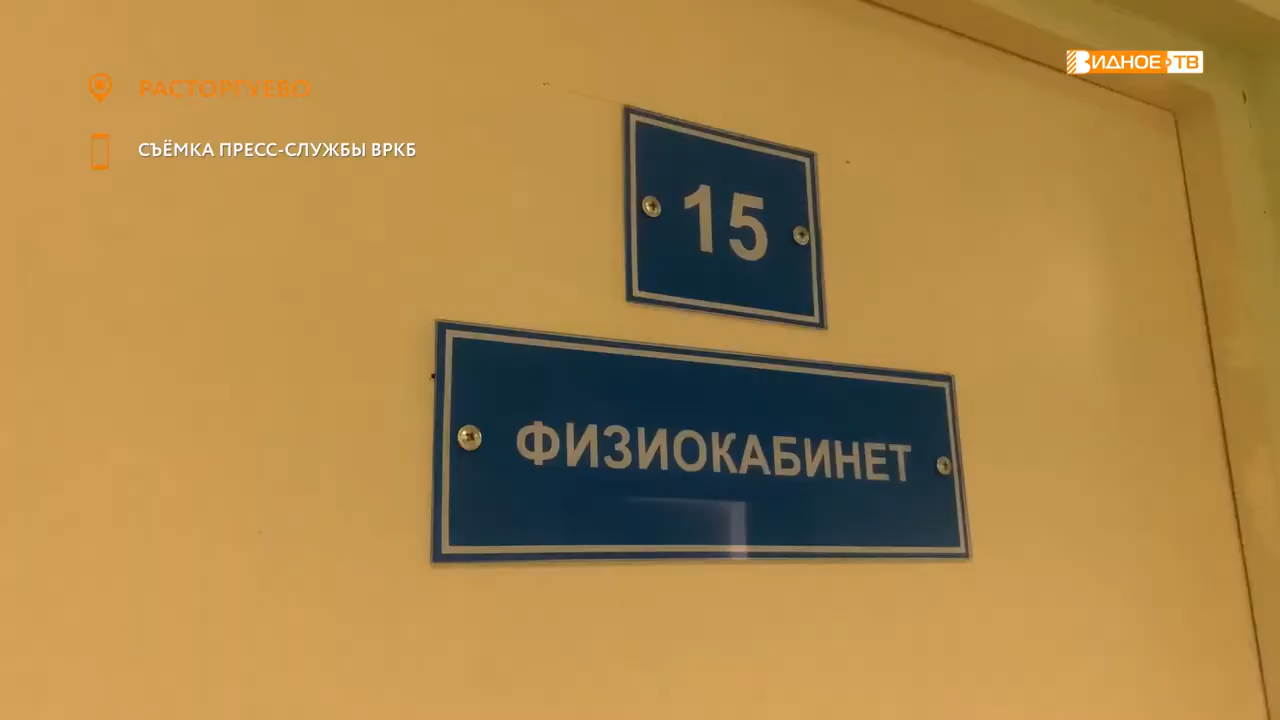 РАСТОРГУЕВО
ВИДНОЕ ТВ
СЪЁМКА ПРЕСС-СЛУЖБЫ ВРКБ
15
ФИЗИОКАБИНЕТ